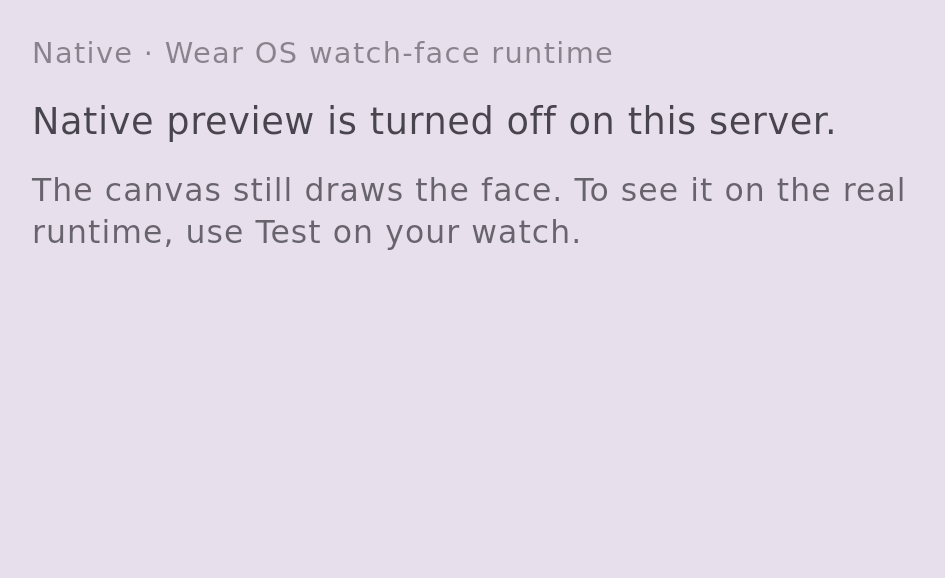 Native · Wear OS watch-face runtime
Native preview is turned off on this server.
The canvas still draws the face. To see it on the real
runtime, use Test on your watch.